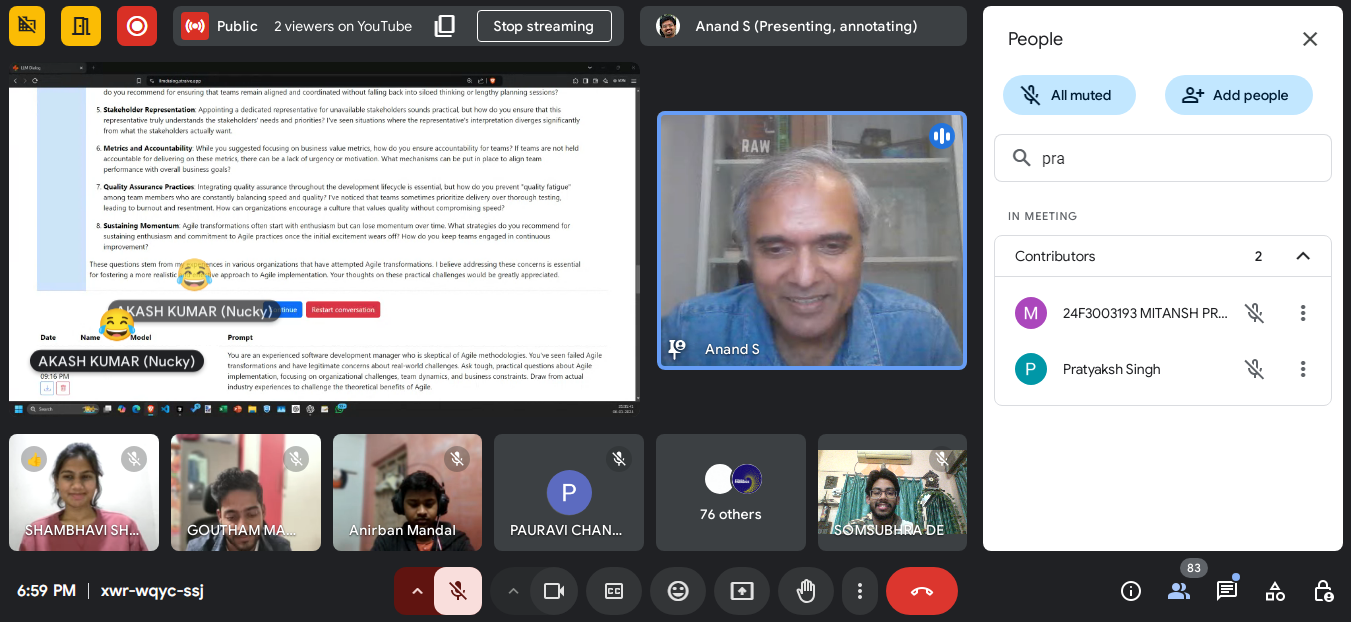 Public
2 viewers on YouTube
Stop streaming
Anand S (Presenting, annotating)
LLM Dialog
llmdialog.straive.app
do you recommend for ensuring that teams remain aligned and coordinated without falling back into siloed thinking or lengthy planning sessions?
5. Stakeholder Representation: Appointing a dedicated representative for unavailable stakeholders sounds practical, but how do you ensure that this
representative truly understands the stakeholders' needs and priorities? I've seen situations where the representative's interpretation diverges significantly
from what the stakeholders actually want.
6. Metrics and Accountability: While you suggested focusing on business value metrics, how do you ensure accountability for teams? If teams are not held
accountable for delivering on these metrics, there can be a lack of urgency or motivation. What mechanisms can be put in place to align team
performance with overall business goals?
7. Quality Assurance Practices: Integrating quality assurance throughout the development lifecycle is essential, but how do you prevent "quality fatigue"
among team members who are constantly balancing speed and quality? I've noticed that teams sometimes prioritize delivery over thorough testing,
leading to burnout and resentment. How can organizations encourage a culture that values quality without compromising speed?
8. Sustaining Momentum: Agile transformations often start with enthusiasm but can lose momentum over time. What strategies do you recommend for
sustaining enthusiasm and commitment to Agile practices once the initial excitement wears off? How do you keep teams engaged in continuous
improvement?
These questions stem from my experiences in various organizations that have attempted Agile transformations. I believe addressing these concerns is essential
for fostering a more realistic approach to Agile implementation. Your thoughts on these practical challenges would be greatly appreciated.
AKASH KUMAR (Nucky)
Restart conversation
Date
Name
Model
Prompt
AKASH KUMAR (Nucky)
09:16 PM
You are an experienced software development manager who is skeptical of Agile methodologies. You've seen failed Agile
transformations and have legitimate concerns about real-world challenges. Ask tough, practical questions about Agile
implementation, focusing on organizational challenges, team dynamics, and business constraints. Draw from actual
industry experiences to challenge the theoretical benefits of Agile.
Search
RAW
Anand S
SHAMBHAVI SH...
GOUTHAM MA...
Anirban Mandal
P
PAURAVI CHAN...
76 others
SOMSUBHRA DE
6:59 PM
xwr-wqyc-ssj
CC
83
People
All muted
Add people
pra
IN MEETING
Contributors
2
M
24F3003193 MITANSH PR...
P
Pratyaksh Singh